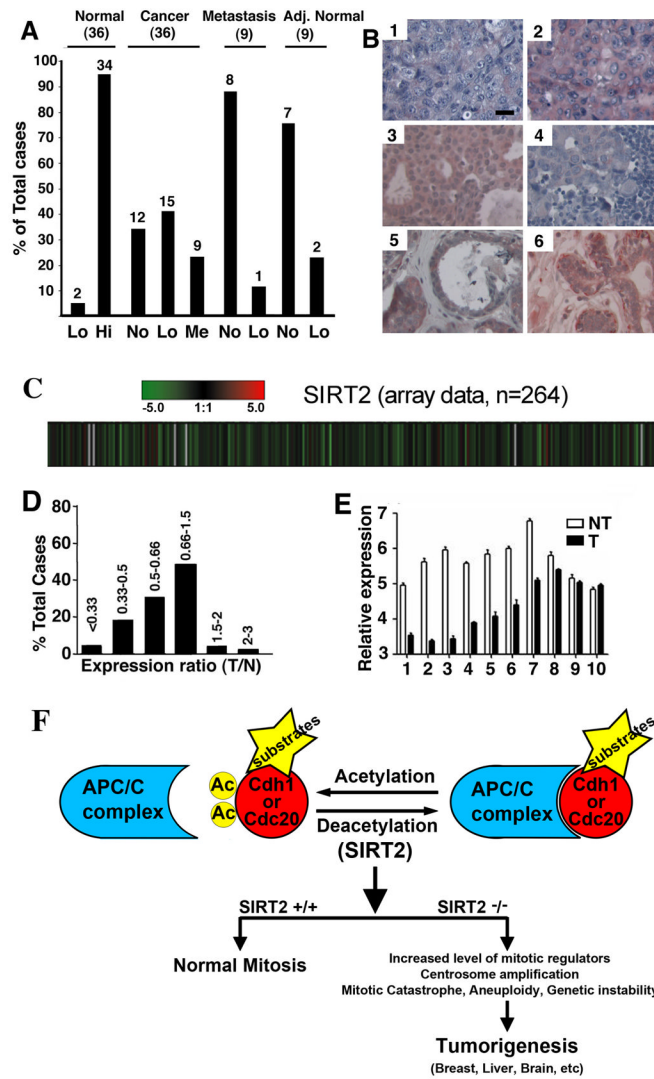 A
Normal Cancer Metastasis Adj. Normal
(36) (36) (9) (9)
% of Total cases
100
90
80
70
60
50
40
30
20
10
2 34 12 15 9 8 1 7 2
Lo Hi No Lo Me No Lo No Lo
B
1 2
3 4
5 6
C
-5.0 1:1 5.0
SIRT2 (array data, n=264)
D
% Total Cases
80
60
40
20
0
<0.33 0.33-0.5 0.5-0.66 0.66-1.5 1.5-2 2-3
Expression ratio (T/N)
E
Relative expression
7
6
5
4
3
NT
T
1 2 3 4 5 6 7 8 9 10
F
APC/C
complex
Ac
Ac
substrates
Cdh1
or
Cdc20
Acetylation
Deacetylation
(SIRT2)
APC/C
complex
substrates
Cdh1
or
Cdc20
SIRT2 +/+ SIRT2 -/-
Normal Mitosis
Increased level of mitotic regulators
Centrosome amplification
Mitotic Catastrophe, Aneuploidy, Genetic instability
Tumorigenesis
(Breast, Liver, Brain, etc)